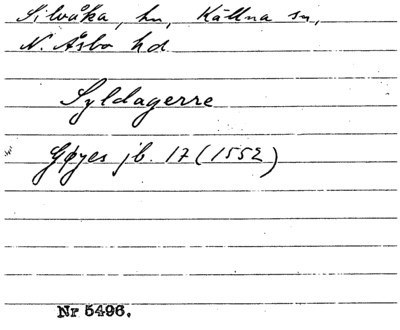 Silvåka, hn, Källna sn,
N. Åsbo hd
Syldagerre
Gøyes jb. 17 (1552)
Nr 5496.